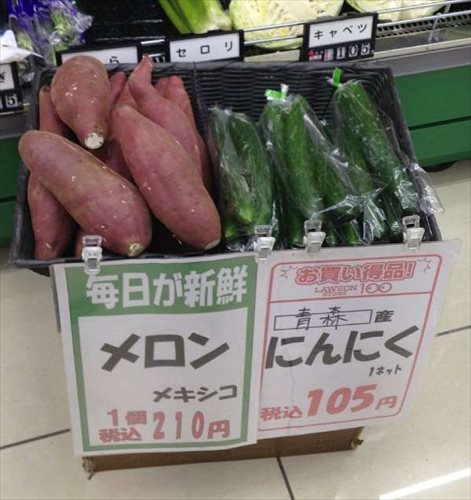 セロリ
キャベツ
105
毎日が新鮮
メロン
メキシコ
1個
税込 210円
お買い得品!!
LAWSON
STORE 100
青森 産
にんにく
1ネット
税込 105円